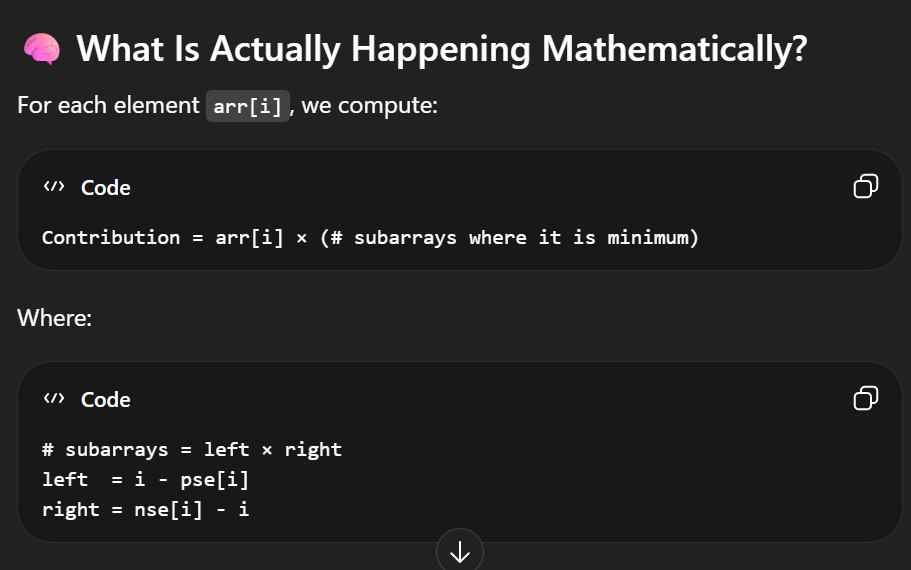 🧠 What Is Actually Happening Mathematically?
For each element arr[i], we compute:
</> Code
Contribution = arr[i] × (# subarrays where it is minimum)
Where:
</> Code
# subarrays = left × right
left  = i - pse[i]
right = nse[i] - i